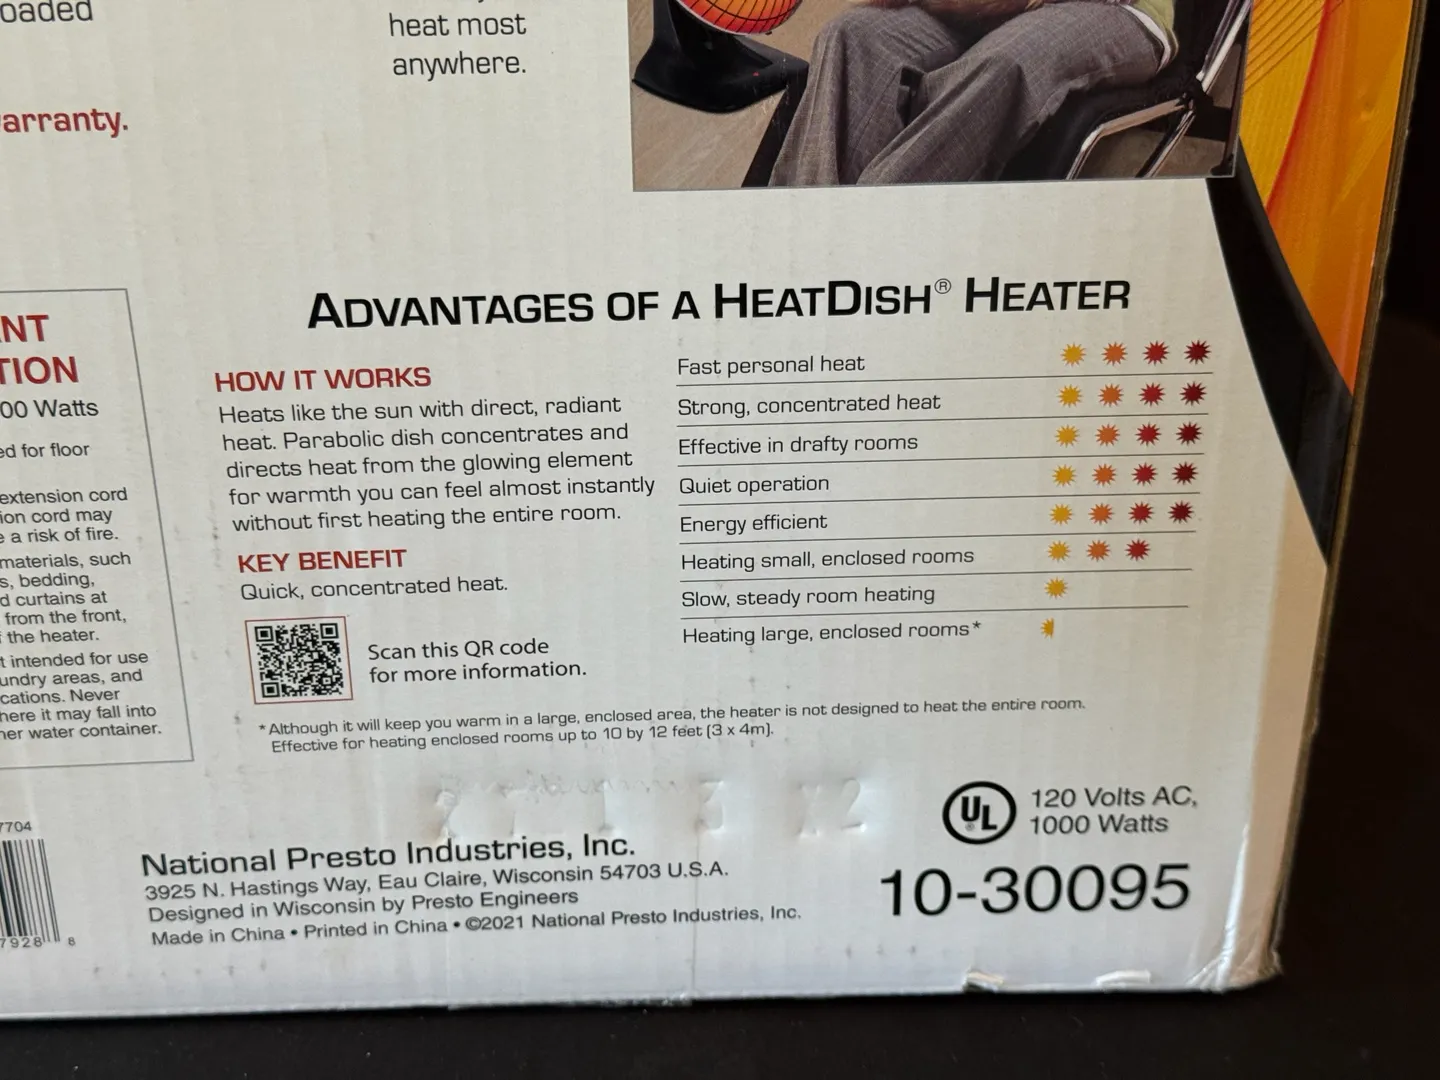 oaded
heat most
anywhere.
arranty.
NT
TION
00 Watts
ed for floor
extension cord
ion cord may
e a risk of fire.
materials, such
s, bedding,
d curtains at
from the front,
f the heater.
t intended for use
undry areas, and
cations. Never
here it may fall into
her water container.
ADVANTAGES OF A HEATDISH® HEATER
HOW IT WORKS
Heats like the sun with direct, radiant
heat. Parabolic dish concentrates and
directs heat from the glowing element
for warmth you can feel almost instantly
without first heating the entire room.
KEY BENEFIT
Quick, concentrated heat.
Scan this QR code
for more information.
Fast personal heat
Strong, concentrated heat
Effective in drafty rooms
Quiet operation
Energy efficient
Heating small, enclosed rooms
Slow, steady room heating
Heating large, enclosed rooms*
*Although it will keep you warm in a large, enclosed area, the heater is not designed to heat the entire room.
Effective for heating enclosed rooms up to 10 by 12 feet (3 x 4m).
7704
7928 8
National Presto Industries, Inc.
3925 N. Hastings Way, Eau Claire, Wisconsin 54703 U.S.A.
Designed in Wisconsin by Presto Engineers
Made in China • Printed in China • ©2021 National Presto Industries, Inc.
UL®
120 Volts AC,
1000 Watts
10-30095